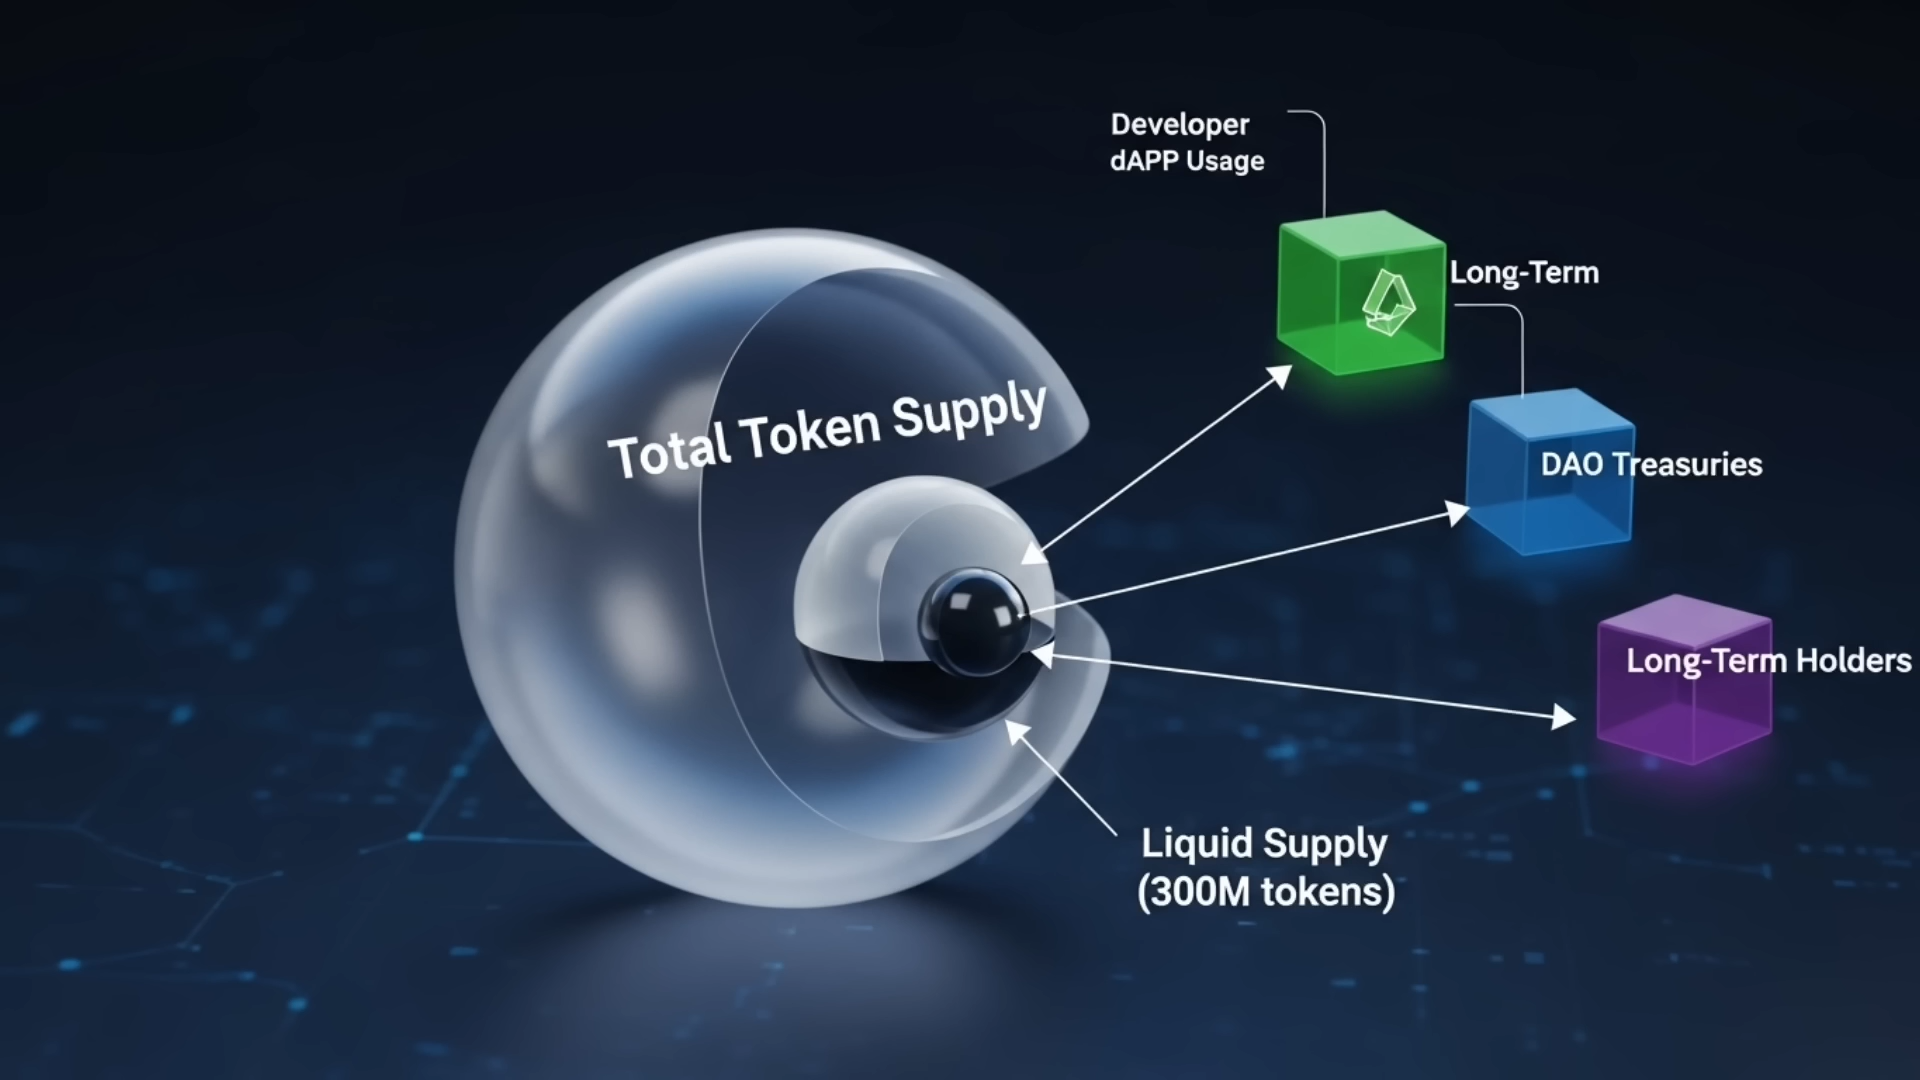 Developer
dAPP Usage
Long-Term
Total Token Supply
DAO Treasuries
Long-Term Holders
Liquid Supply
(300M tokens)